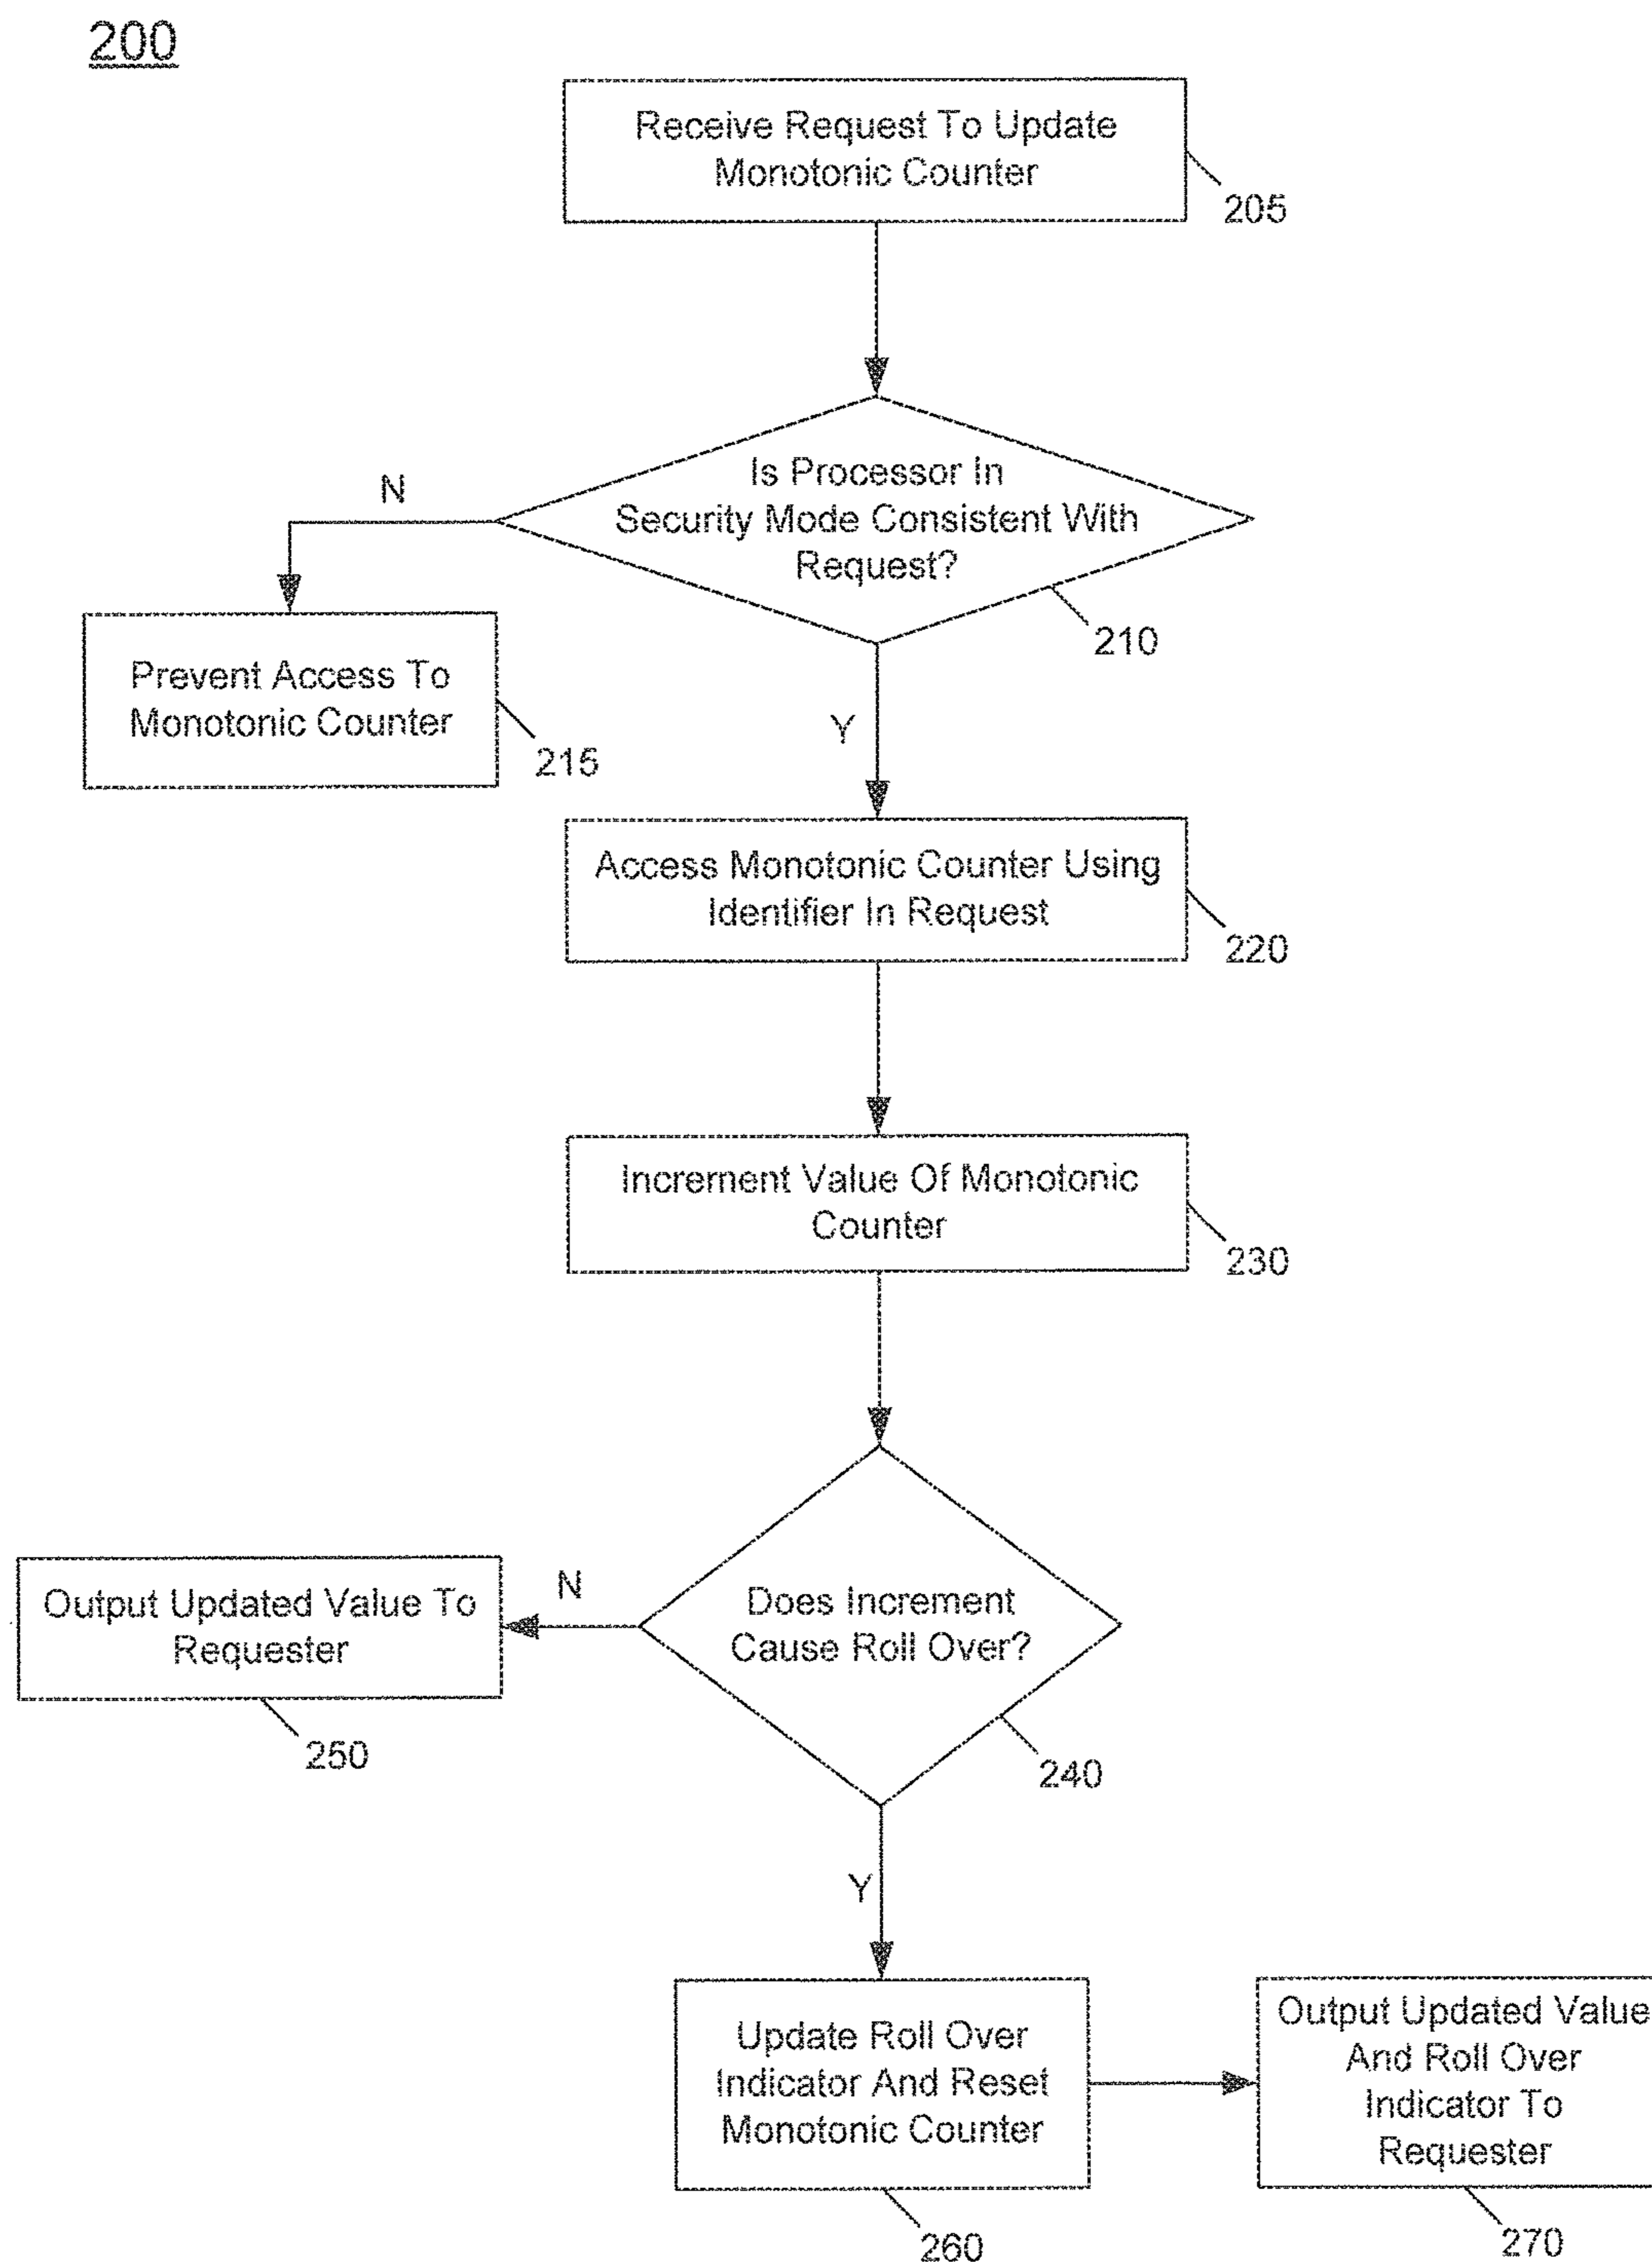 200
Receive Request To Update
Monotonic Counter
205
Is Processor In
Security Mode Consistent With
Request?
N
210
Prevent Access To
Monotonic Counter
215
Y
Access Monotonic Counter Using
Identifier In Request
220
Increment Value Of Monotonic
Counter
230
Does Increment
Cause Roll Over?
N
Output Updated Value To
Requester
250
240
Y
Update Roll Over
Indicator And Reset
Monotonic Counter
260
Output Updated Value
And Roll Over
Indicator To
Requester
270